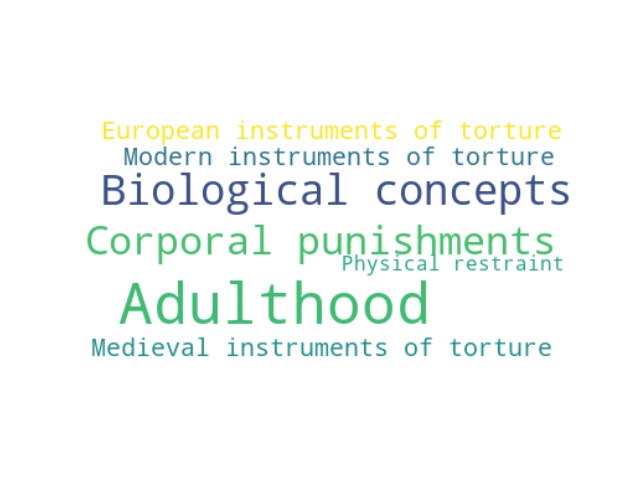 European instruments of torture
Modern instruments of torture
Biological concepts
Corporal punishments
Physical restraint
Adulthood
Medieval instruments of torture